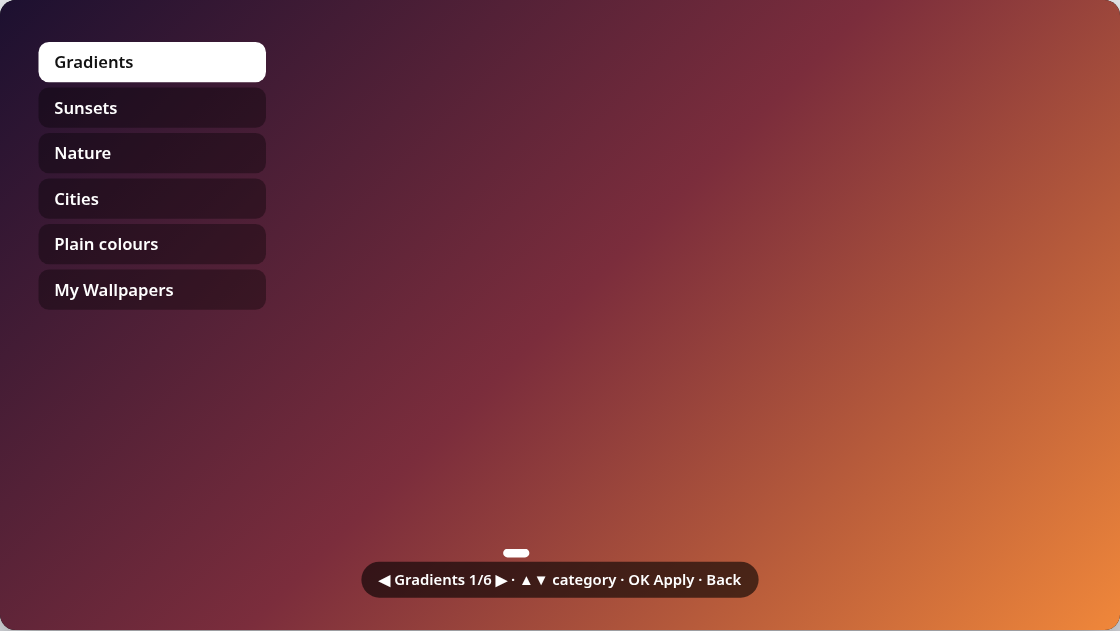 Gradients
Sunsets
Nature
Cities
Plain colours
My Wallpapers
◀ Gradients 1/6 ▶ · ▲▼ category · OK Apply · Back